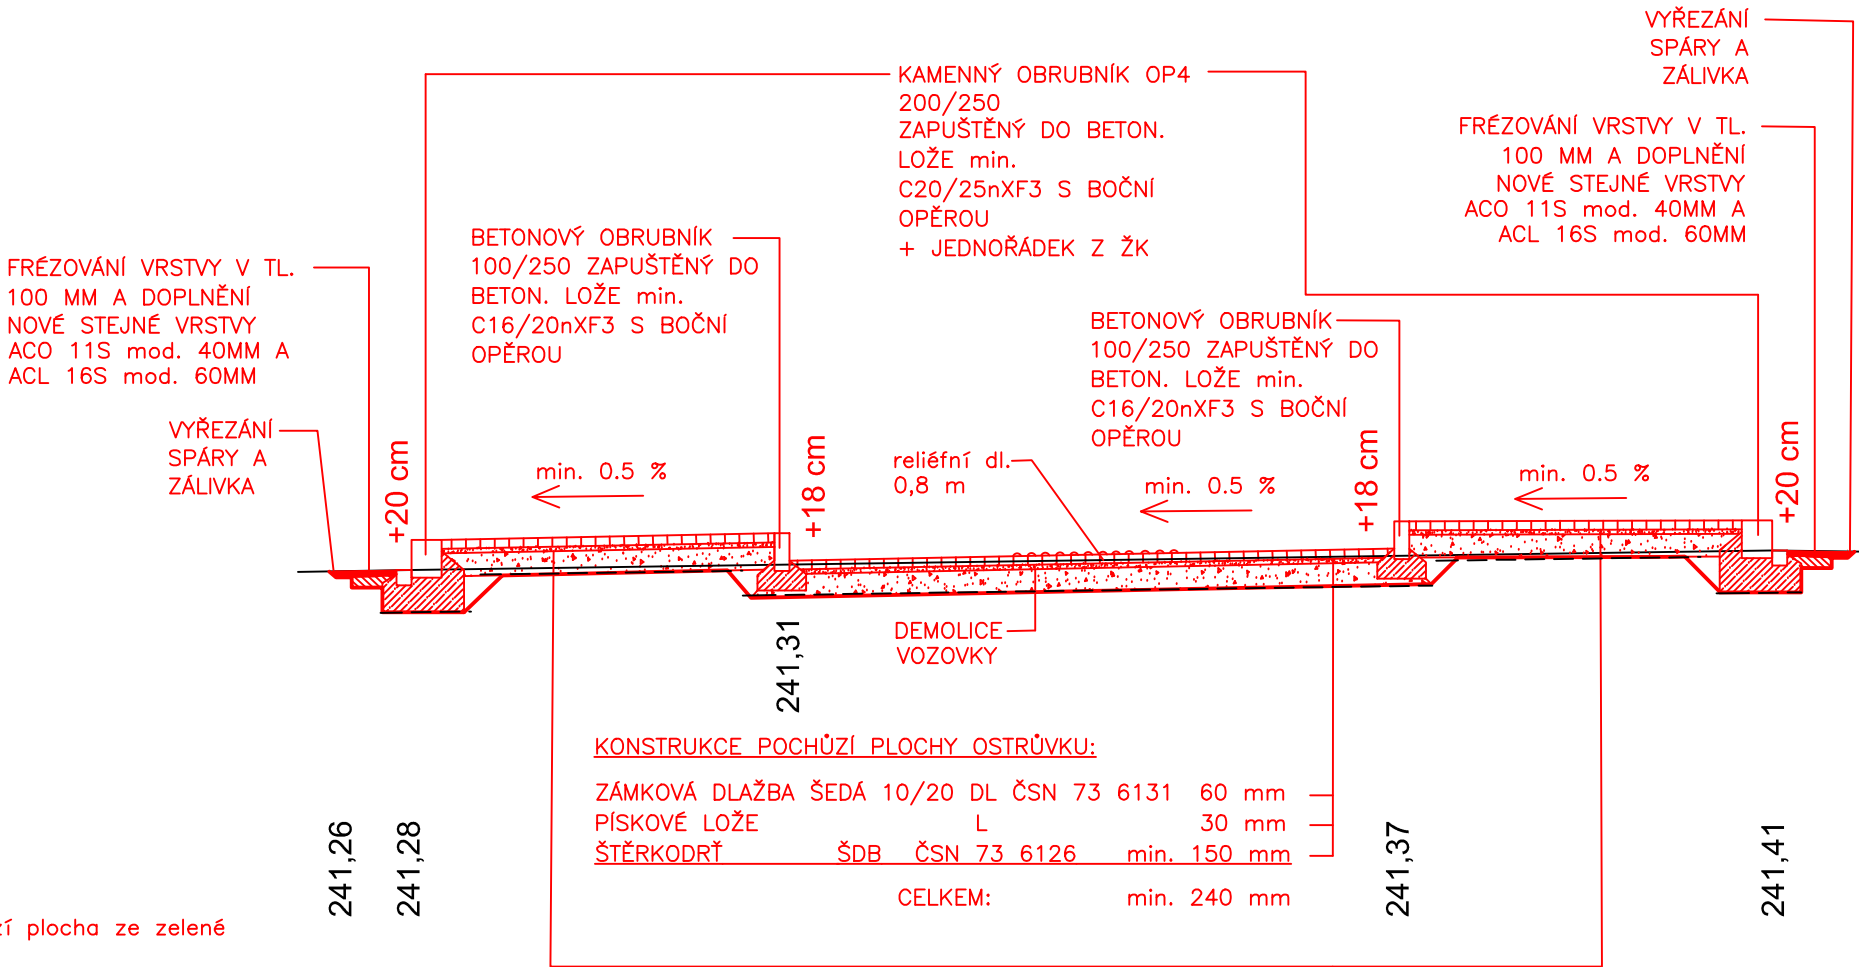 VYŘEZÁNÍ
SPÁRY A
ZÁLIVKA
KAMENNÝ OBRUBNÍK OP4
200/250
ZAPUŠTĚNÝ DO BETON.
LOŽE min.
C20/25nXF3 S BOČNÍ
OPĚROU
+ JEDNOŘÁDEK Z ŽK
FRÉZOVÁNÍ VRSTVY V TL.
100 MM A DOPLNĚNÍ
NOVÉ STEJNÉ VRSTVY
ACO 11S mod. 40MM A
ACL 16S mod. 60MM
BETONOVÝ OBRUBNÍK
100/250 ZAPUŠTĚNÝ DO
BETON. LOŽE min.
C16/20nXF3 S BOČNÍ
OPĚROU
FRÉZOVÁNÍ VRSTVY V TL.
100 MM A DOPLNĚNÍ
NOVÉ STEJNÉ VRSTVY
ACO 11S mod. 40MM A
ACL 16S mod. 60MM
BETONOVÝ OBRUBNÍK
100/250 ZAPUŠTĚNÝ DO
BETON. LOŽE min.
C16/20nXF3 S BOČNÍ
OPĚROU
VYŘEZÁNÍ
SPÁRY A
ZÁLIVKA
+20 cm
min. 0.5 %
+18 cm
reliéfní dl.
0,8 m
min. 0.5 %
+18 cm
min. 0.5 %
+20 cm
DEMOLICE
VOZOVKY
241,31
KONSTRUKCE POCHŮZÍ PLOCHY OSTRŮVKU:
ZÁMKOVÁ DLAŽBA ŠEDÁ 10/20 DL ČSN 73 6131 60 mm
PÍSKOVÉ LOŽE L 30 mm
ŠTĚRKODRŤ ŠDB ČSN 73 6126 min. 150 mm
CELKEM: min. 240 mm
241,26
241,28
241,37
241,41
zí plocha ze zelené